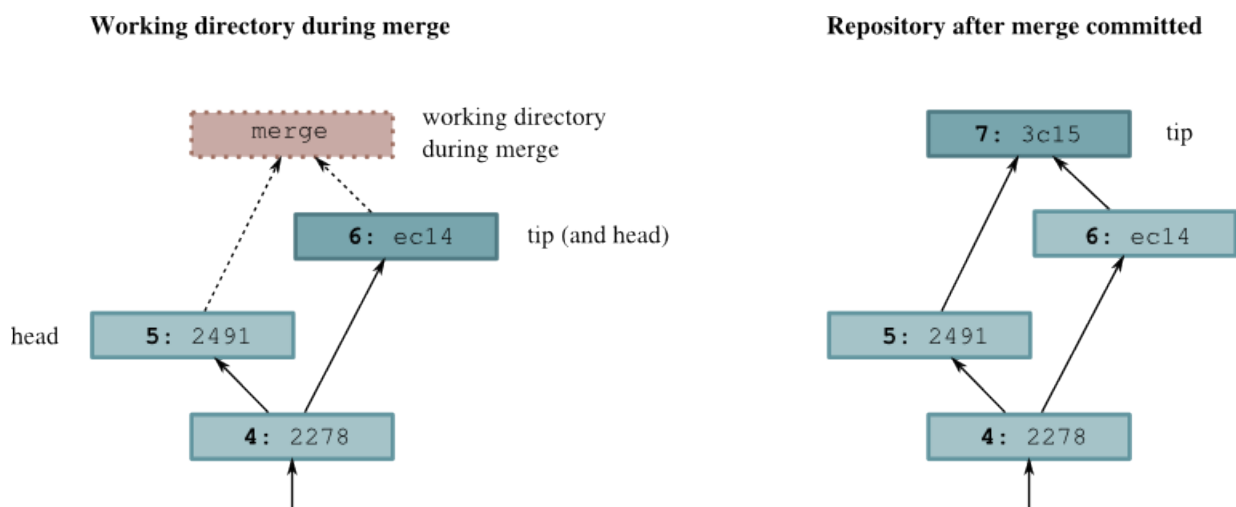 Working directory during merge
merge
working directory
during merge
6: ec14
tip (and head)
head
5: 2491
4: 2278
Repository after merge committed
7: 3c15
tip
6: ec14
5: 2491
4: 2278